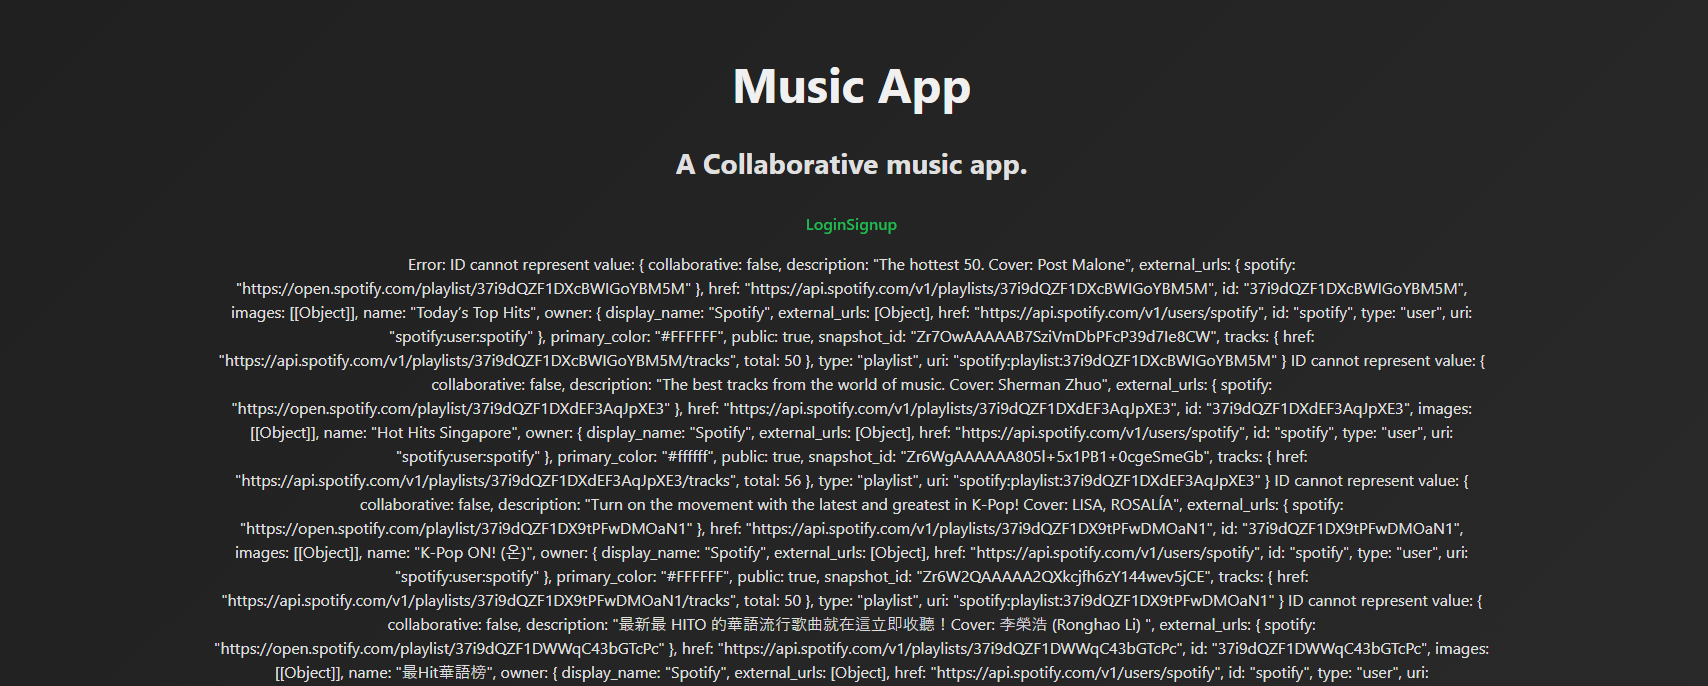 Music App
A Collaborative music app.
LoginSignup
Error: ID cannot represent value: { collaborative: false, description: "The hottest 50. Cover: Post Malone", external_urls: { spotify:
"https://open.spotify.com/playlist/37i9dQZF1DXcBWIGoYBM5M" }, href: "https://api.spotify.com/v1/playlists/37i9dQZF1DXcBWIGoYBM5M", id: "37i9dQZF1DXcBWIGoYBM5M",
images: [[Object]], name: "Today’s Top Hits", owner: { display_name: "Spotify", external_urls: [Object], href: "https://api.spotify.com/v1/users/spotify", id: "spotify", type: "user", uri:
"spotify:user:spotify" }, primary_color: "#FFFFFF", public: true, snapshot_id: "Zr7OwAAAAAB7SziVmDbPFcP39d7Ie8CW", tracks: { href:
"https://api.spotify.com/v1/playlists/37i9dQZF1DXcBWIGoYBM5M/tracks", total: 50 }, type: "playlist", uri: "spotify:playlist:37i9dQZF1DXcBWIGoYBM5M" } ID cannot represent value: {
collaborative: false, description: "The best tracks from the world of music. Cover: Sherman Zhuo", external_urls: { spotify:
"https://open.spotify.com/playlist/37i9dQZF1DXdEF3AqJpXE3" }, href: "https://api.spotify.com/v1/playlists/37i9dQZF1DXdEF3AqJpXE3", id: "37i9dQZF1DXdEF3AqJpXE3", images:
[[Object]], name: "Hot Hits Singapore", owner: { display_name: "Spotify", external_urls: [Object], href: "https://api.spotify.com/v1/users/spotify", id: "spotify", type: "user", uri:
"spotify:user:spotify" }, primary_color: "#ffffff", public: true, snapshot_id: "Zr6WgAAAAAA805l+5x1PB1+0cgeSmeGb", tracks: { href:
"https://api.spotify.com/v1/playlists/37i9dQZF1DXdEF3AqJpXE3/tracks", total: 56 }, type: "playlist", uri: "spotify:playlist:37i9dQZF1DXdEF3AqJpXE3" } ID cannot represent value: {
collaborative: false, description: "Turn on the movement with the latest and greatest in K-Pop! Cover: LISA, ROSALÍA", external_urls: { spotify:
"https://open.spotify.com/playlist/37i9dQZF1DX9tPFwDMOaN1" }, href: "https://api.spotify.com/v1/playlists/37i9dQZF1DX9tPFwDMOaN1", id: "37i9dQZF1DX9tPFwDMOaN1",
images: [[Object]], name: "K-Pop ON! (온)", owner: { display_name: "Spotify", external_urls: [Object], href: "https://api.spotify.com/v1/users/spotify", id: "spotify", type: "user", uri:
"spotify:user:spotify" }, primary_color: "#FFFFFF", public: true, snapshot_id: "Zr6W2QAAAAA2QXkcjfh6zY144wev5jCE", tracks: { href:
"https://api.spotify.com/v1/playlists/37i9dQZF1DX9tPFwDMOaN1/tracks", total: 50 }, type: "playlist", uri: "spotify:playlist:37i9dQZF1DX9tPFwDMOaN1" } ID cannot represent value: {
collaborative: false, description: "最新最 HITO 的華語流行歌曲就在這立即收聽！Cover: 李榮浩 (Ronghao Li) ", external_urls: { spotify:
"https://open.spotify.com/playlist/37i9dQZF1DWWqC43bGTcPc" }, href: "https://api.spotify.com/v1/playlists/37i9dQZF1DWWqC43bGTcPc", id: "37i9dQZF1DWWqC43bGTcPc", images:
[[Object]], name: "最Hit華語榜", owner: { display_name: "Spotify", external_urls: [Object], href: "https://api.spotify.com/v1/users/spotify", id: "spotify", type: "user", uri: